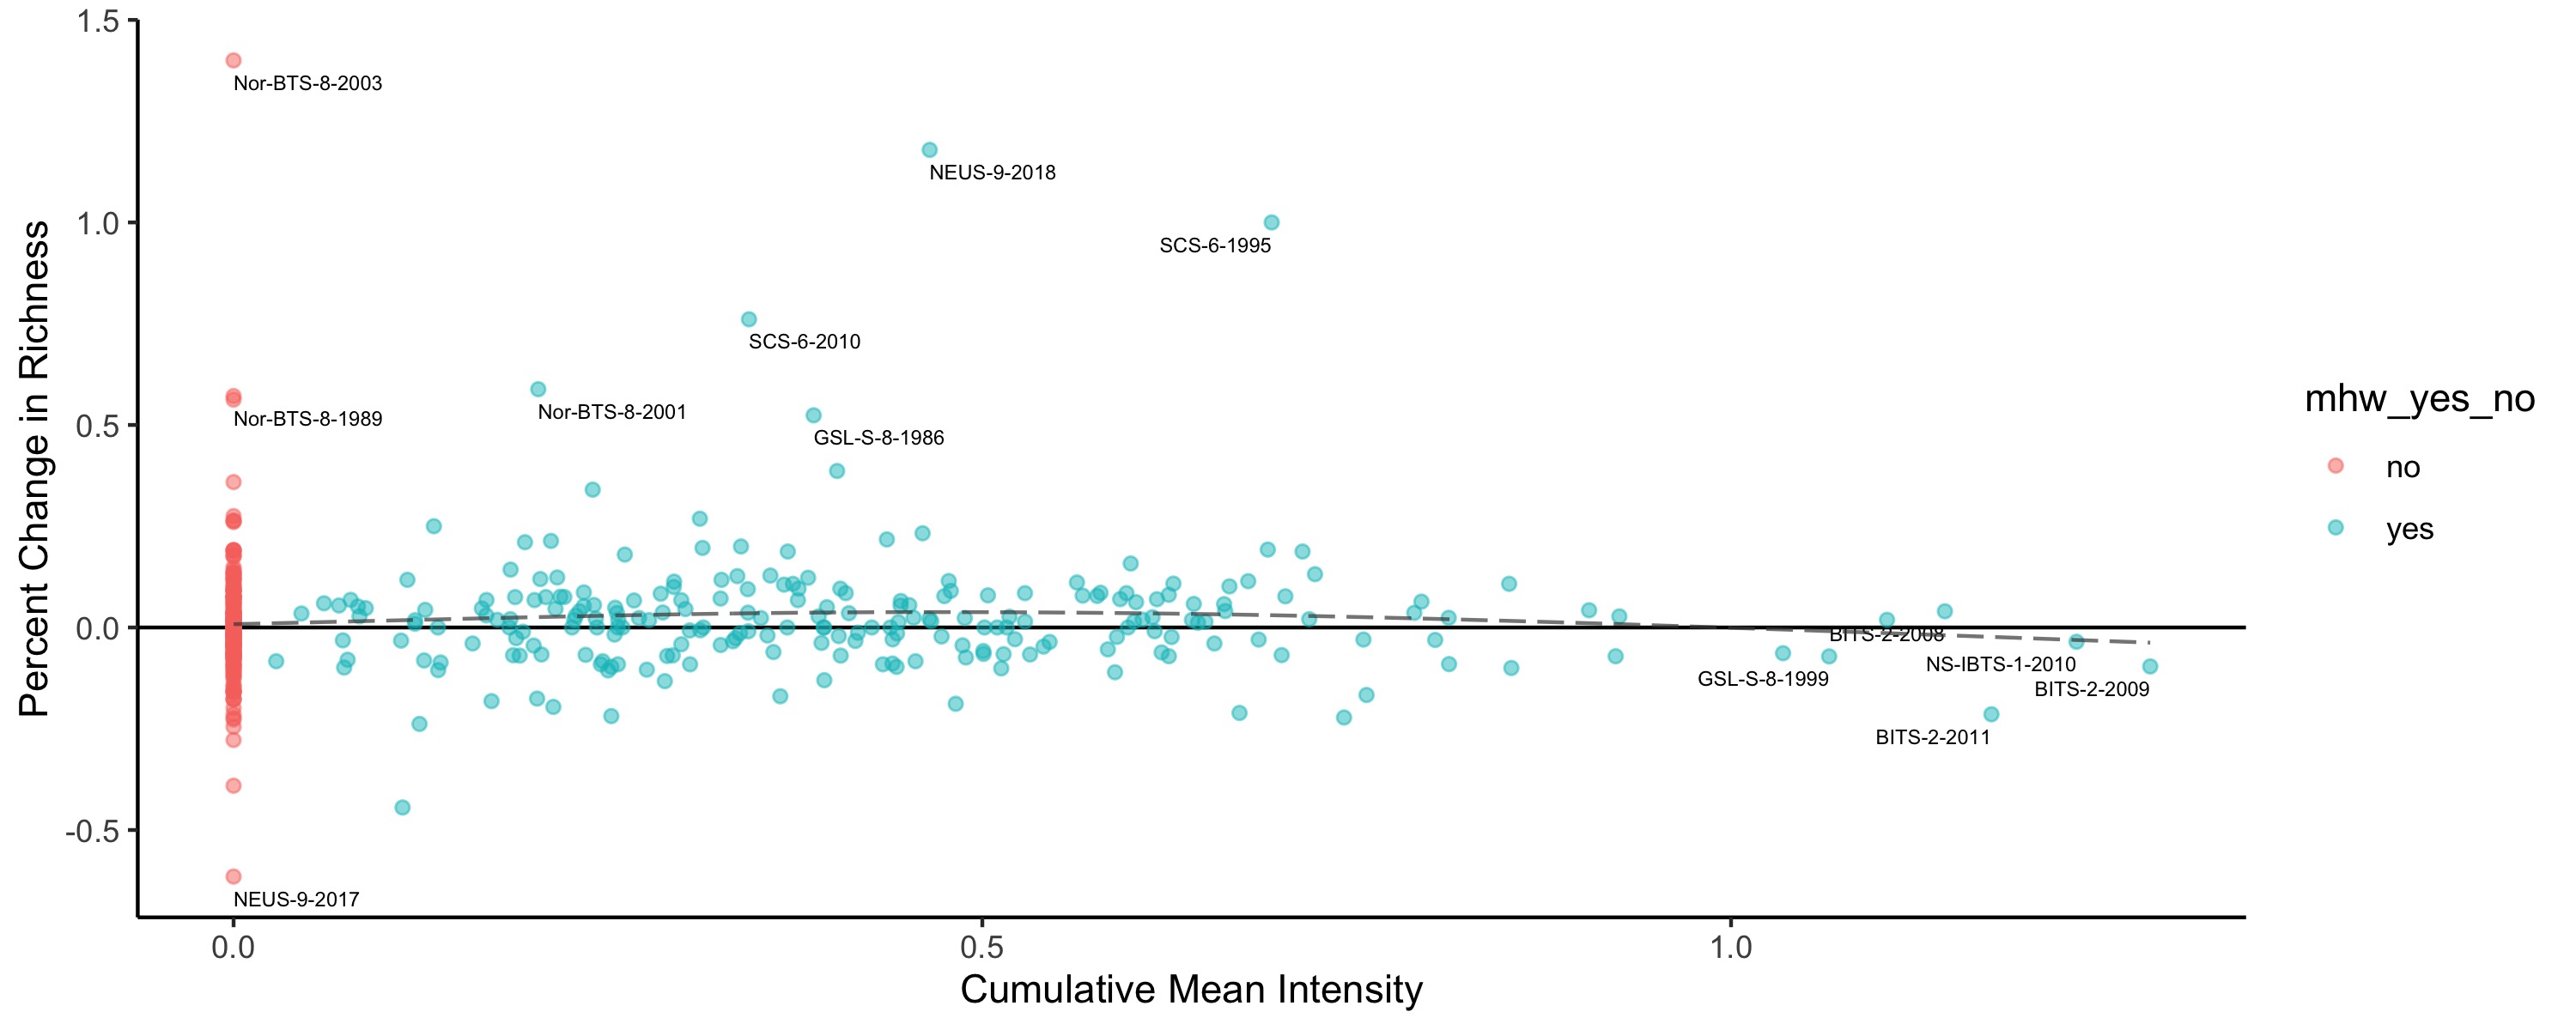 1.5
Nor-BTS-8-2003
NEUS-9-2018
1.0
SCS-6-1995
SCS-6-2010
Nor-BTS-8-2001
Nor-BTS-8-1989
0.5
GSL-S-8-1986
Percent Change in Richness
mhw_yes_no
no
yes
0.0
BITS-2-2008
NS-IBTS-1-2010
GSL-S-8-1999
BITS-2-2009
BITS-2-2011
-0.5
NEUS-9-2017
0.0
0.5
1.0
Cumulative Mean Intensity